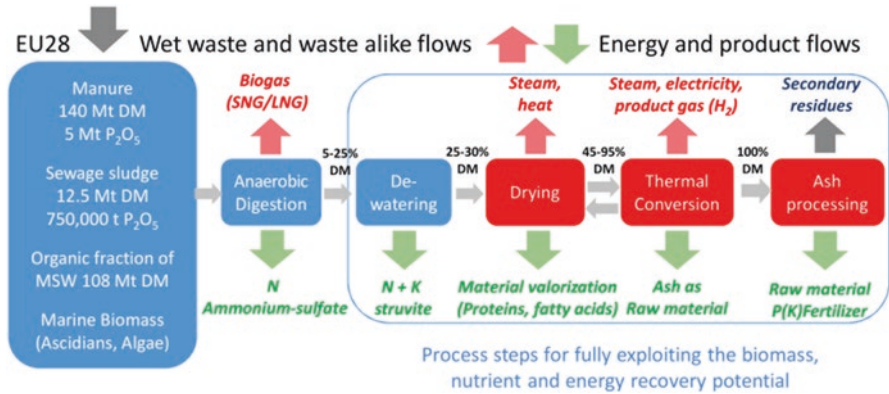 EU28
Wet waste and waste alike flows
Energy and product flows
Manure
140 Mt DM
5 Mt P₂O₅
Sewage sludge
12.5 Mt DM
750,000 t P₂O₅
Organic fraction of
MSW 108 Mt DM
Marine Biomass
(Ascidians, Algae)
Biogas
(SNG/LNG)
Anaerobic
Digestion
N
Ammonium-sulfate
5-25%
DM
De-
watering
N + K
struvite
25-30%
DM
Steam,
heat
Drying
Material valorization
(Proteins, fatty acids)
45-95%
DM
Steam, electricity,
product gas (H₂)
Thermal
Conversion
Ash as
Raw material
100%
DM
Secondary
residues
Ash
processing
Raw material
P(K)Fertilizer
Process steps for fully exploiting the biomass,
nutrient and energy recovery potential